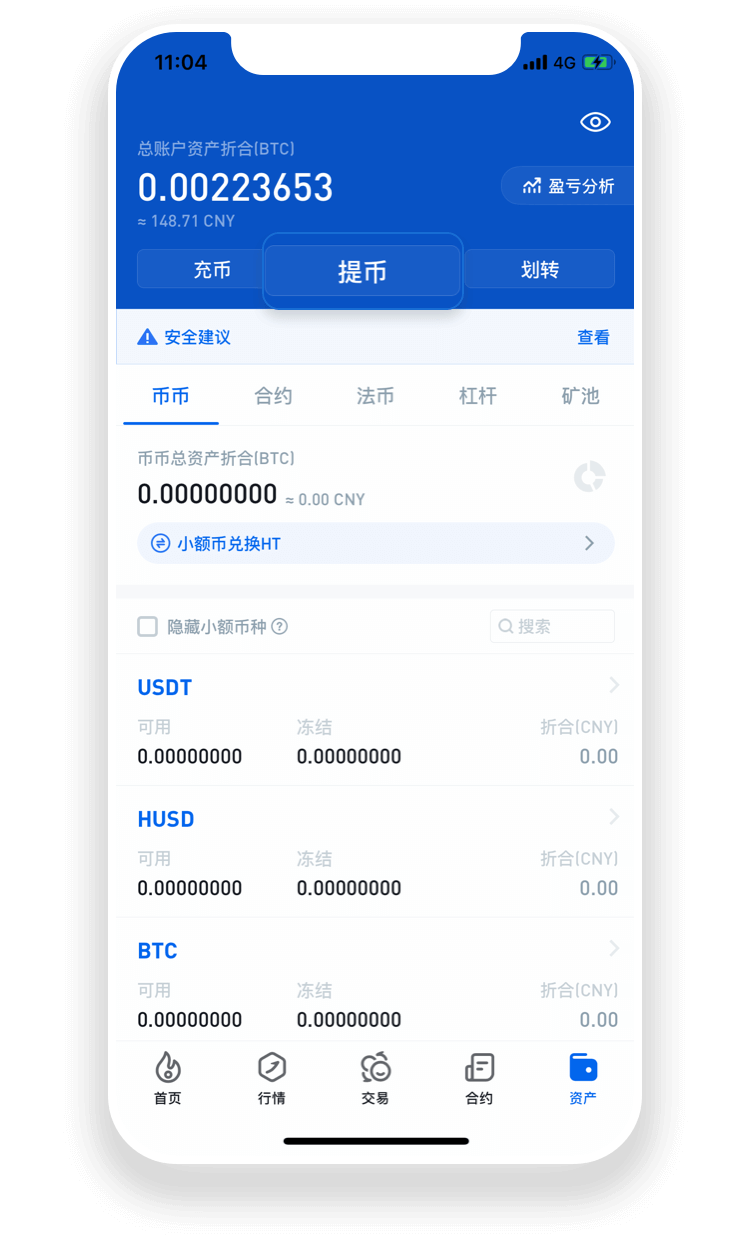 11:04 4G
总账户资产折合(BTC)
0.00223653
盈亏分析
≈ 148.71 CNY
充币 提币 划转
安全建议 查看
币币 合约 法币 杠杆 矿池
币币总资产折合(BTC)
0.00000000 ≈ 0.00 CNY
小额币兑换HT
隐藏小额币种 ? 搜索
USDT
可用 冻结 折合(CNY)
0.00000000 0.00000000 0.00
HUSD
可用 冻结 折合(CNY)
0.00000000 0.00000000 0.00
BTC
可用 冻结 折合(CNY)
0.00000000 0.00000000 0.00
首页 行情 交易 合约 资产